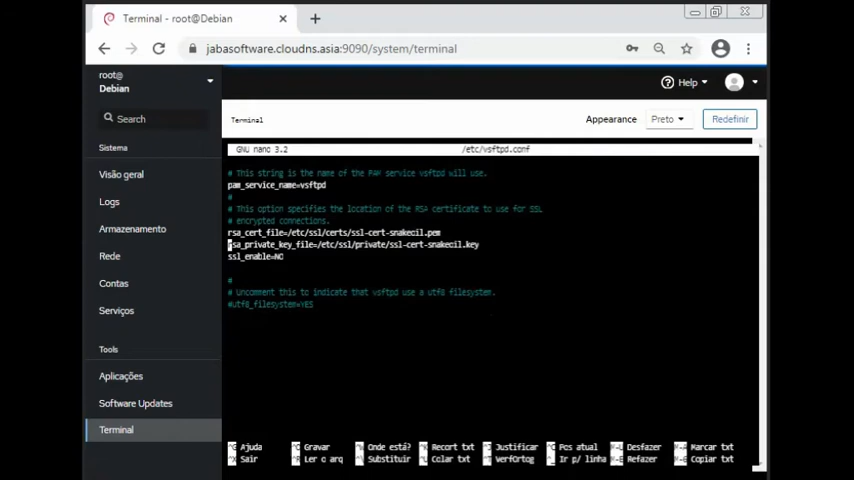 Terminal - root@Debian
jabasoftware.cloudns.asia:9090/system/terminal
root@
Debian
Help
Search
Terminal
Appearance
Preto
Redefinir
Sistema
Visão geral
Logs
Armazenamento
Rede
Contas
Serviços
Tools
Aplicações
Software Updates
Terminal
GNU nano 3.2 /etc/vsftpd.conf
# This string is the name of the PAM service vsftpd will use.
pam_service_name=vsftpd
#
# This option specifies the location of the RSA certificate to use for SSL
# encrypted connections.
rsa_cert_file=/etc/ssl/certs/ssl-cert-snakeoil.pem
rsa_private_key_file=/etc/ssl/private/ssl-cert-snakeoil.key
ssl_enable=NO
#
# Uncomment this to indicate that vsftpd use a utf8 filesystem.
#utf8_filesystem=YES
^G Ajuda ^O Gravar ^W Onde está? ^K Recort txt ^J Justificar ^C Pos atual M-U Desfazer M-A Marcar txt
^X Sair ^R Ler o arq ^\ Substituir ^U Colar txt ^T VerfOrtog ^_ Ir p/ linha M-E Refazer M-6 Copiar txt